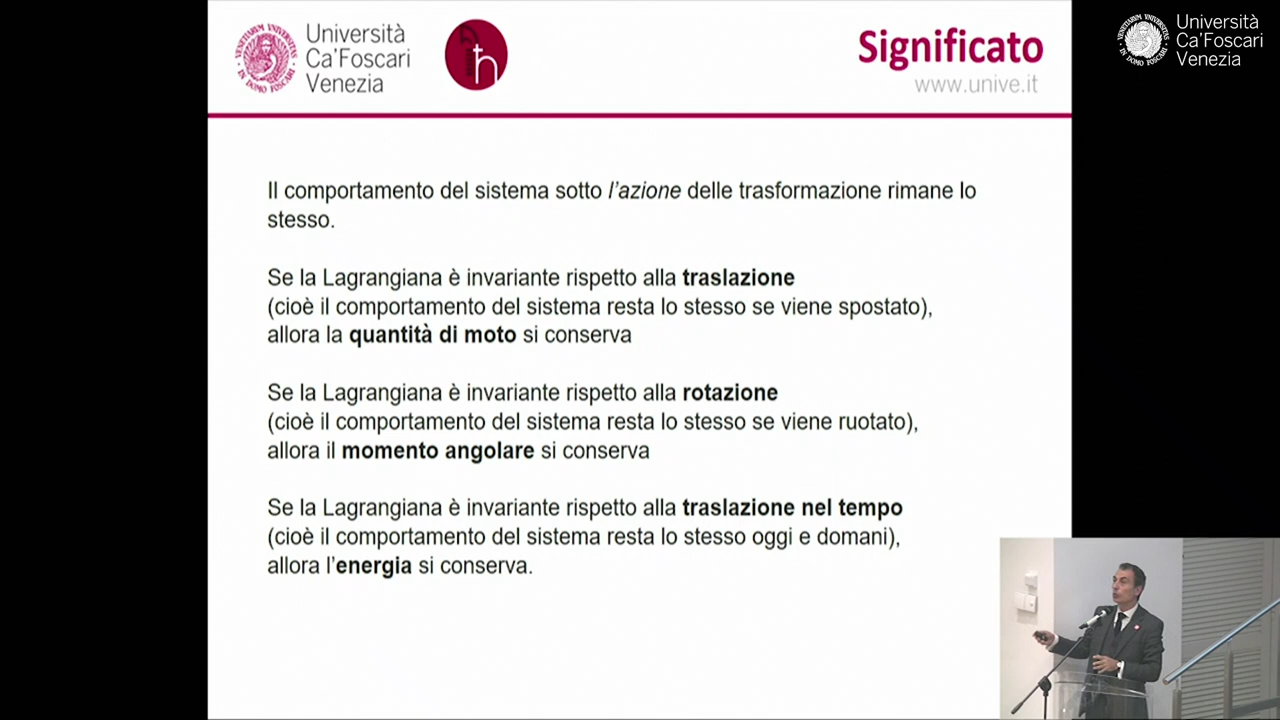 Università
Ca'Foscari
Venezia
h
Significato
www.unive.it
Università
Ca'Foscari
Venezia
Il comportamento del sistema sotto l'azione delle trasformazione rimane lo
stesso.
Se la Lagrangiana è invariante rispetto alla traslazione
(cioè il comportamento del sistema resta lo stesso se viene spostato),
allora la quantità di moto si conserva
Se la Lagrangiana è invariante rispetto alla rotazione
(cioè il comportamento del sistema resta lo stesso se viene ruotato),
allora il momento angolare si conserva
Se la Lagrangiana è invariante rispetto alla traslazione nel tempo
(cioè il comportamento del sistema resta lo stesso oggi e domani),
allora l'energia si conserva.